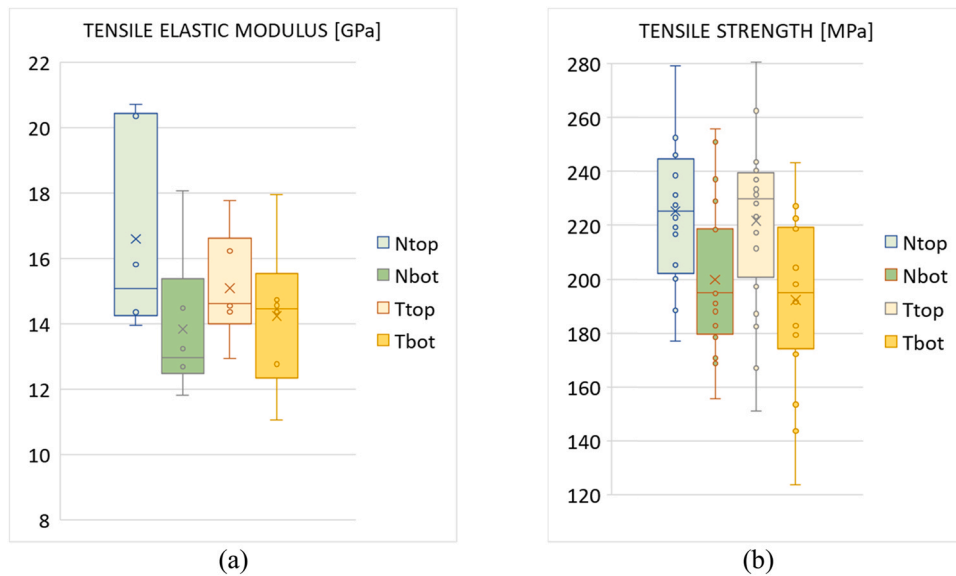 TENSILE ELASTIC MODULUS [GPa]
22
20
18
16
14
12
10
8
Ntop
Nbot
Ttop
Tbot
(a)
TENSILE STRENGTH [MPa]
280
260
240
220
200
180
160
140
120
Ntop
Nbot
Ttop
Tbot
(b)